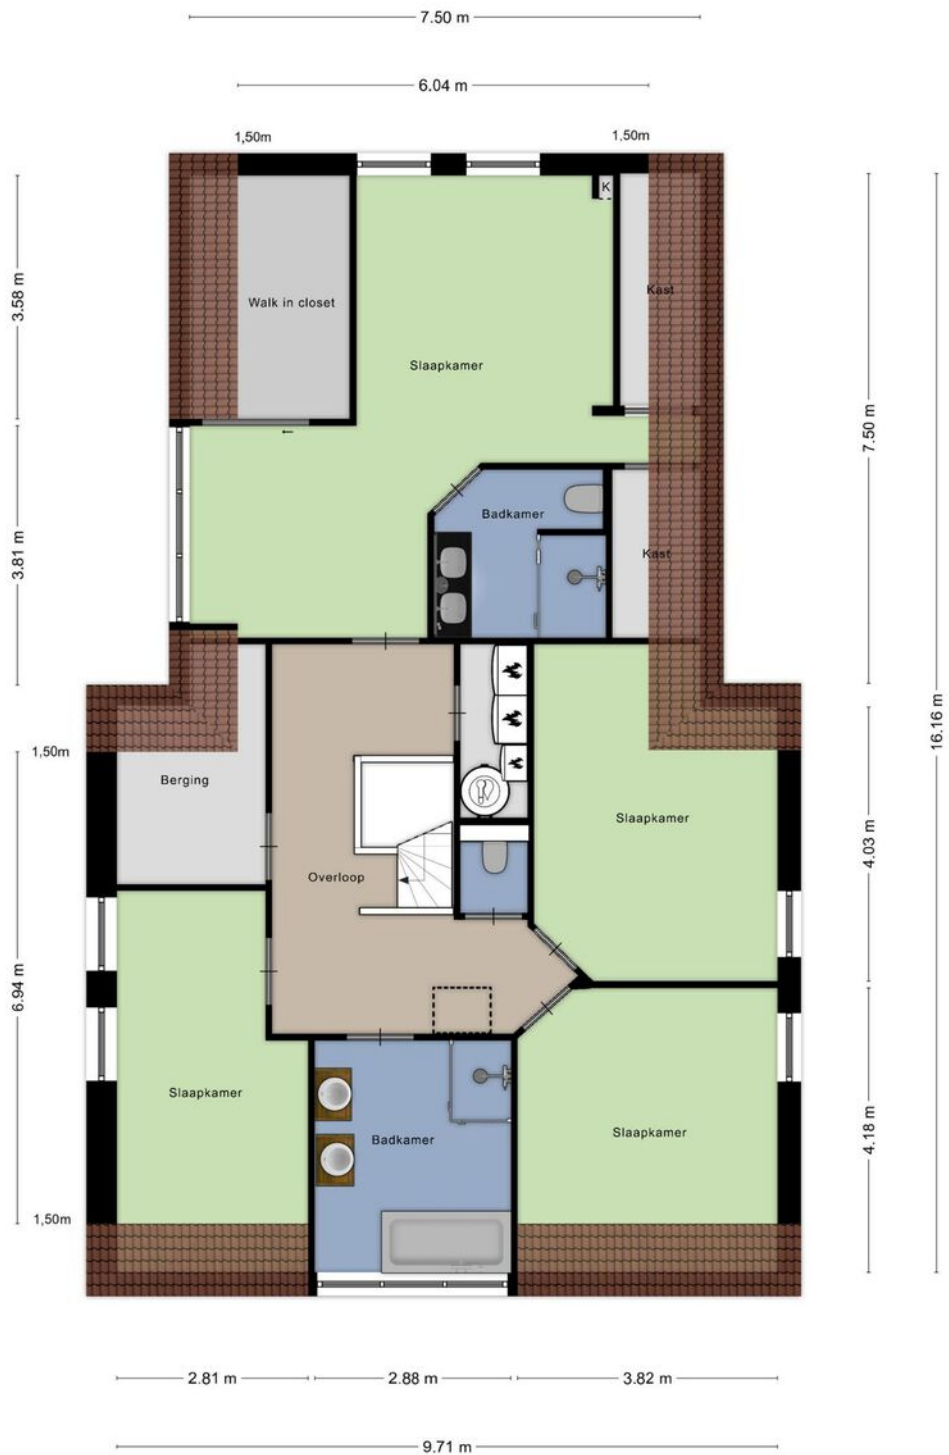 7.50 m
6.04 m
1,50m
1,50m
K
3.58 m
Walk in closet
Kast
Slaapkamer
7.50 m
3.81 m
Badkamer
Kast
16.16 m
1,50m
Berging
Slaapkamer
4.03 m
Overloop
6.94 m
Slaapkamer
Badkamer
Slaapkamer
4.18 m
1,50m
2.81 m
2.88 m
3.82 m
9.71 m